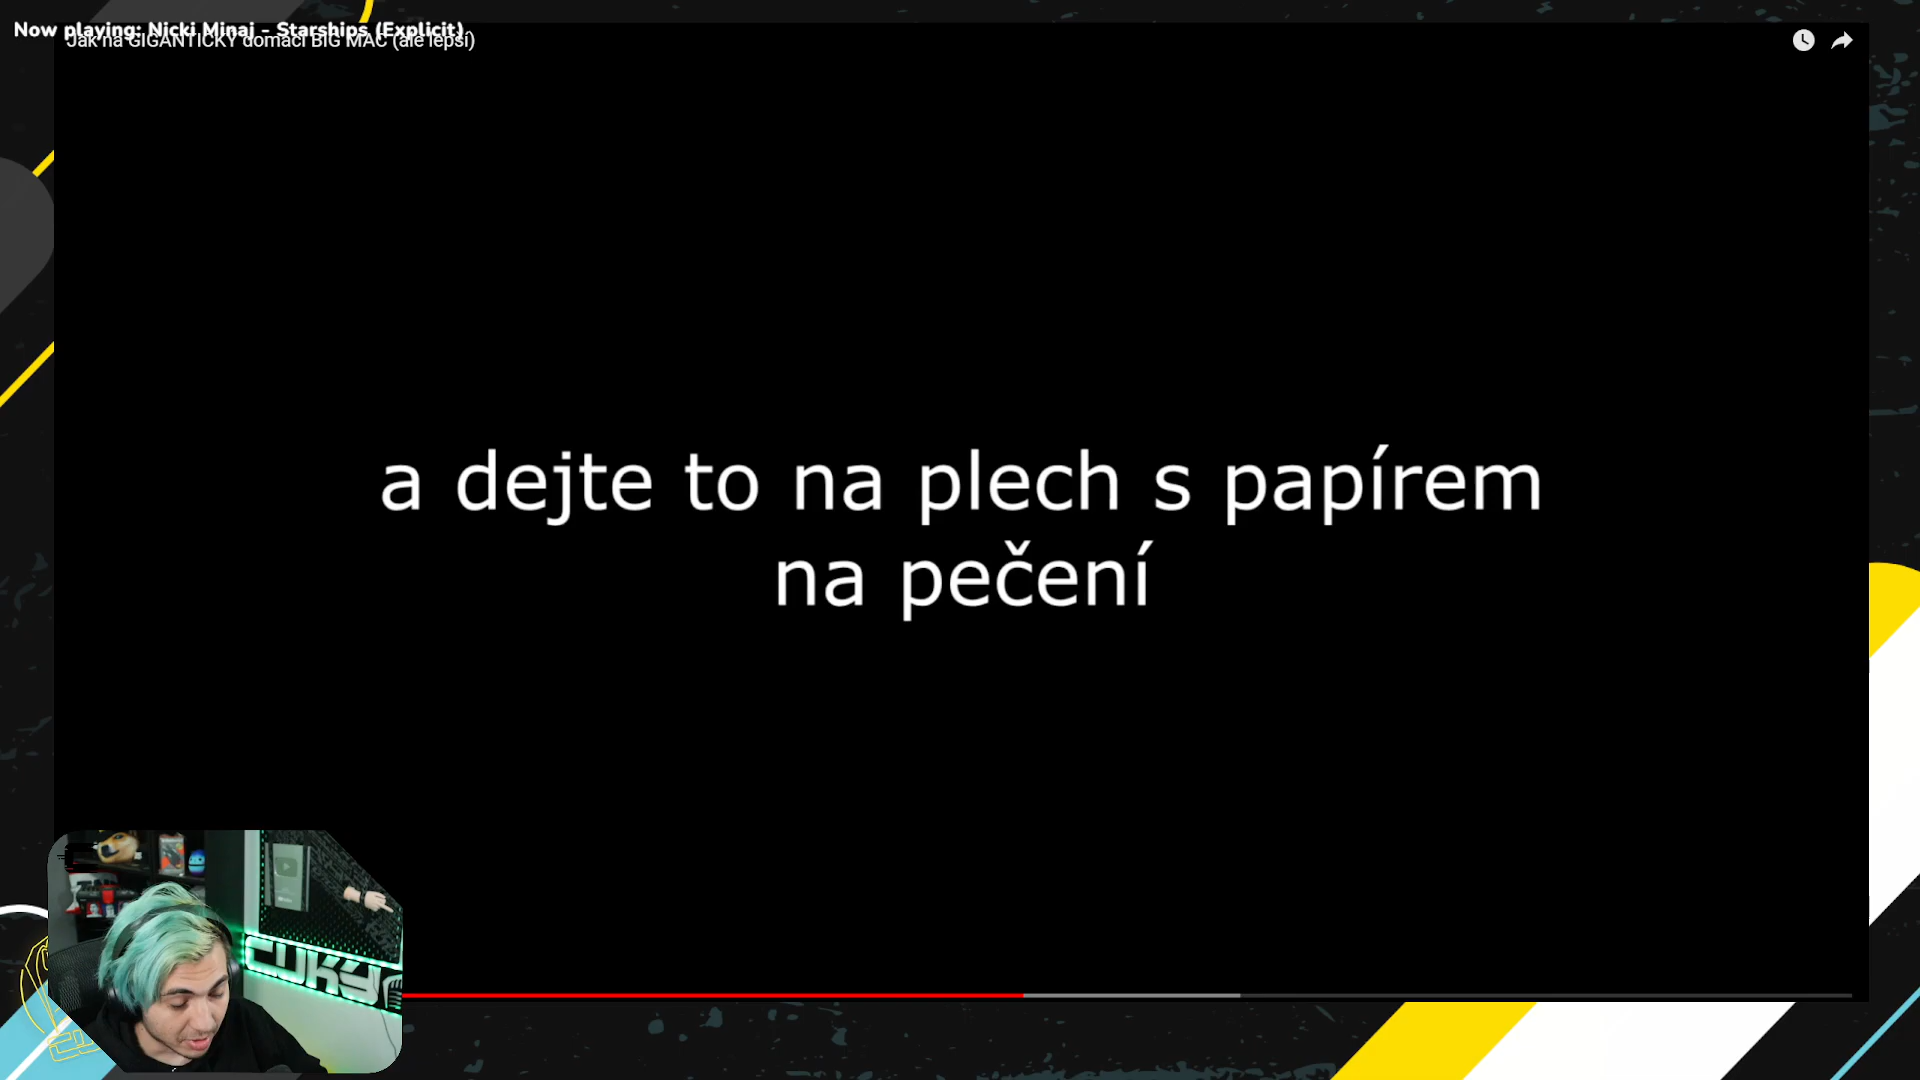 Now playing: Nicki Minaj - Starships (Explicit)
Jak na GIGANTICKÝ domácí BIG MAC (ale lepší)
a dejte to na plech s papírem
na pečení
CUKY